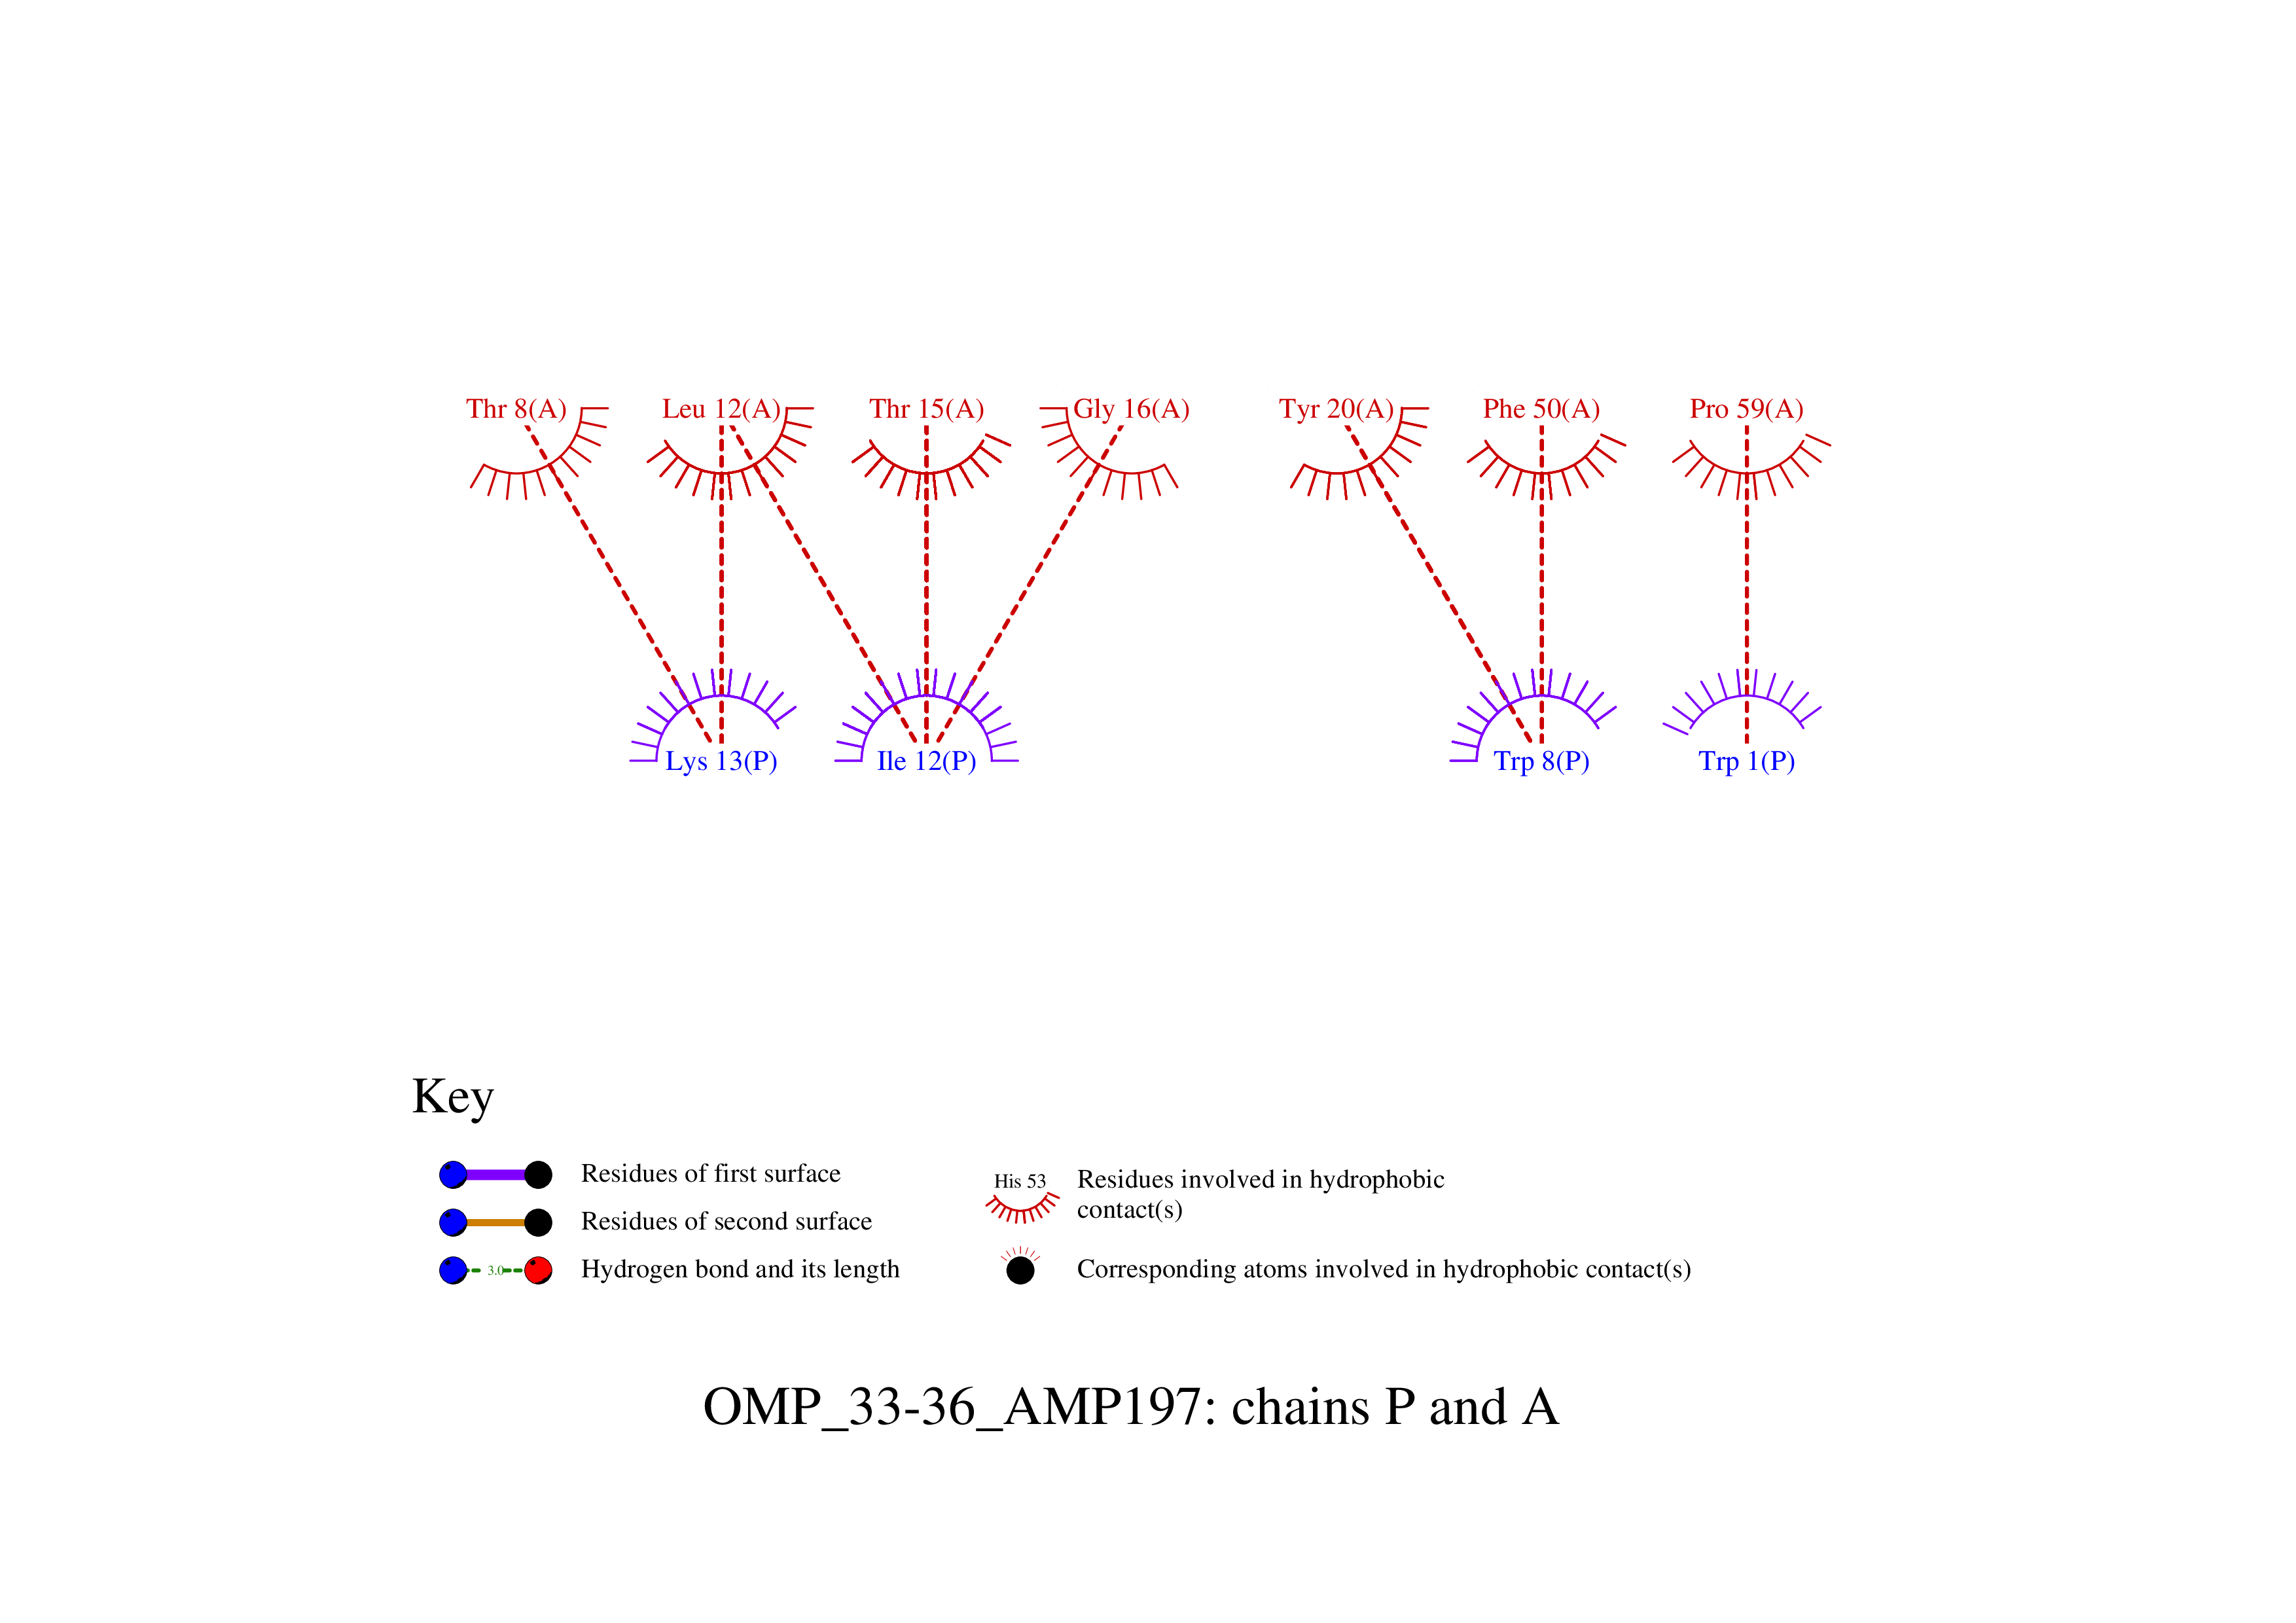 Thr 8(A) Leu 12(A) Thr 15(A) Gly 16(A) Tyr 20(A) Phe 50(A) Pro 59(A)
Lys 13(P) Ile 12(P) Trp 8(P) Trp 1(P)
Key
Residues of first surface
Residues of second surface
3.0 Hydrogen bond and its length
His 53 Residues involved in hydrophobic
contact(s)
Corresponding atoms involved in hydrophobic contact(s)
OMP_33-36_AMP197: chains P and A